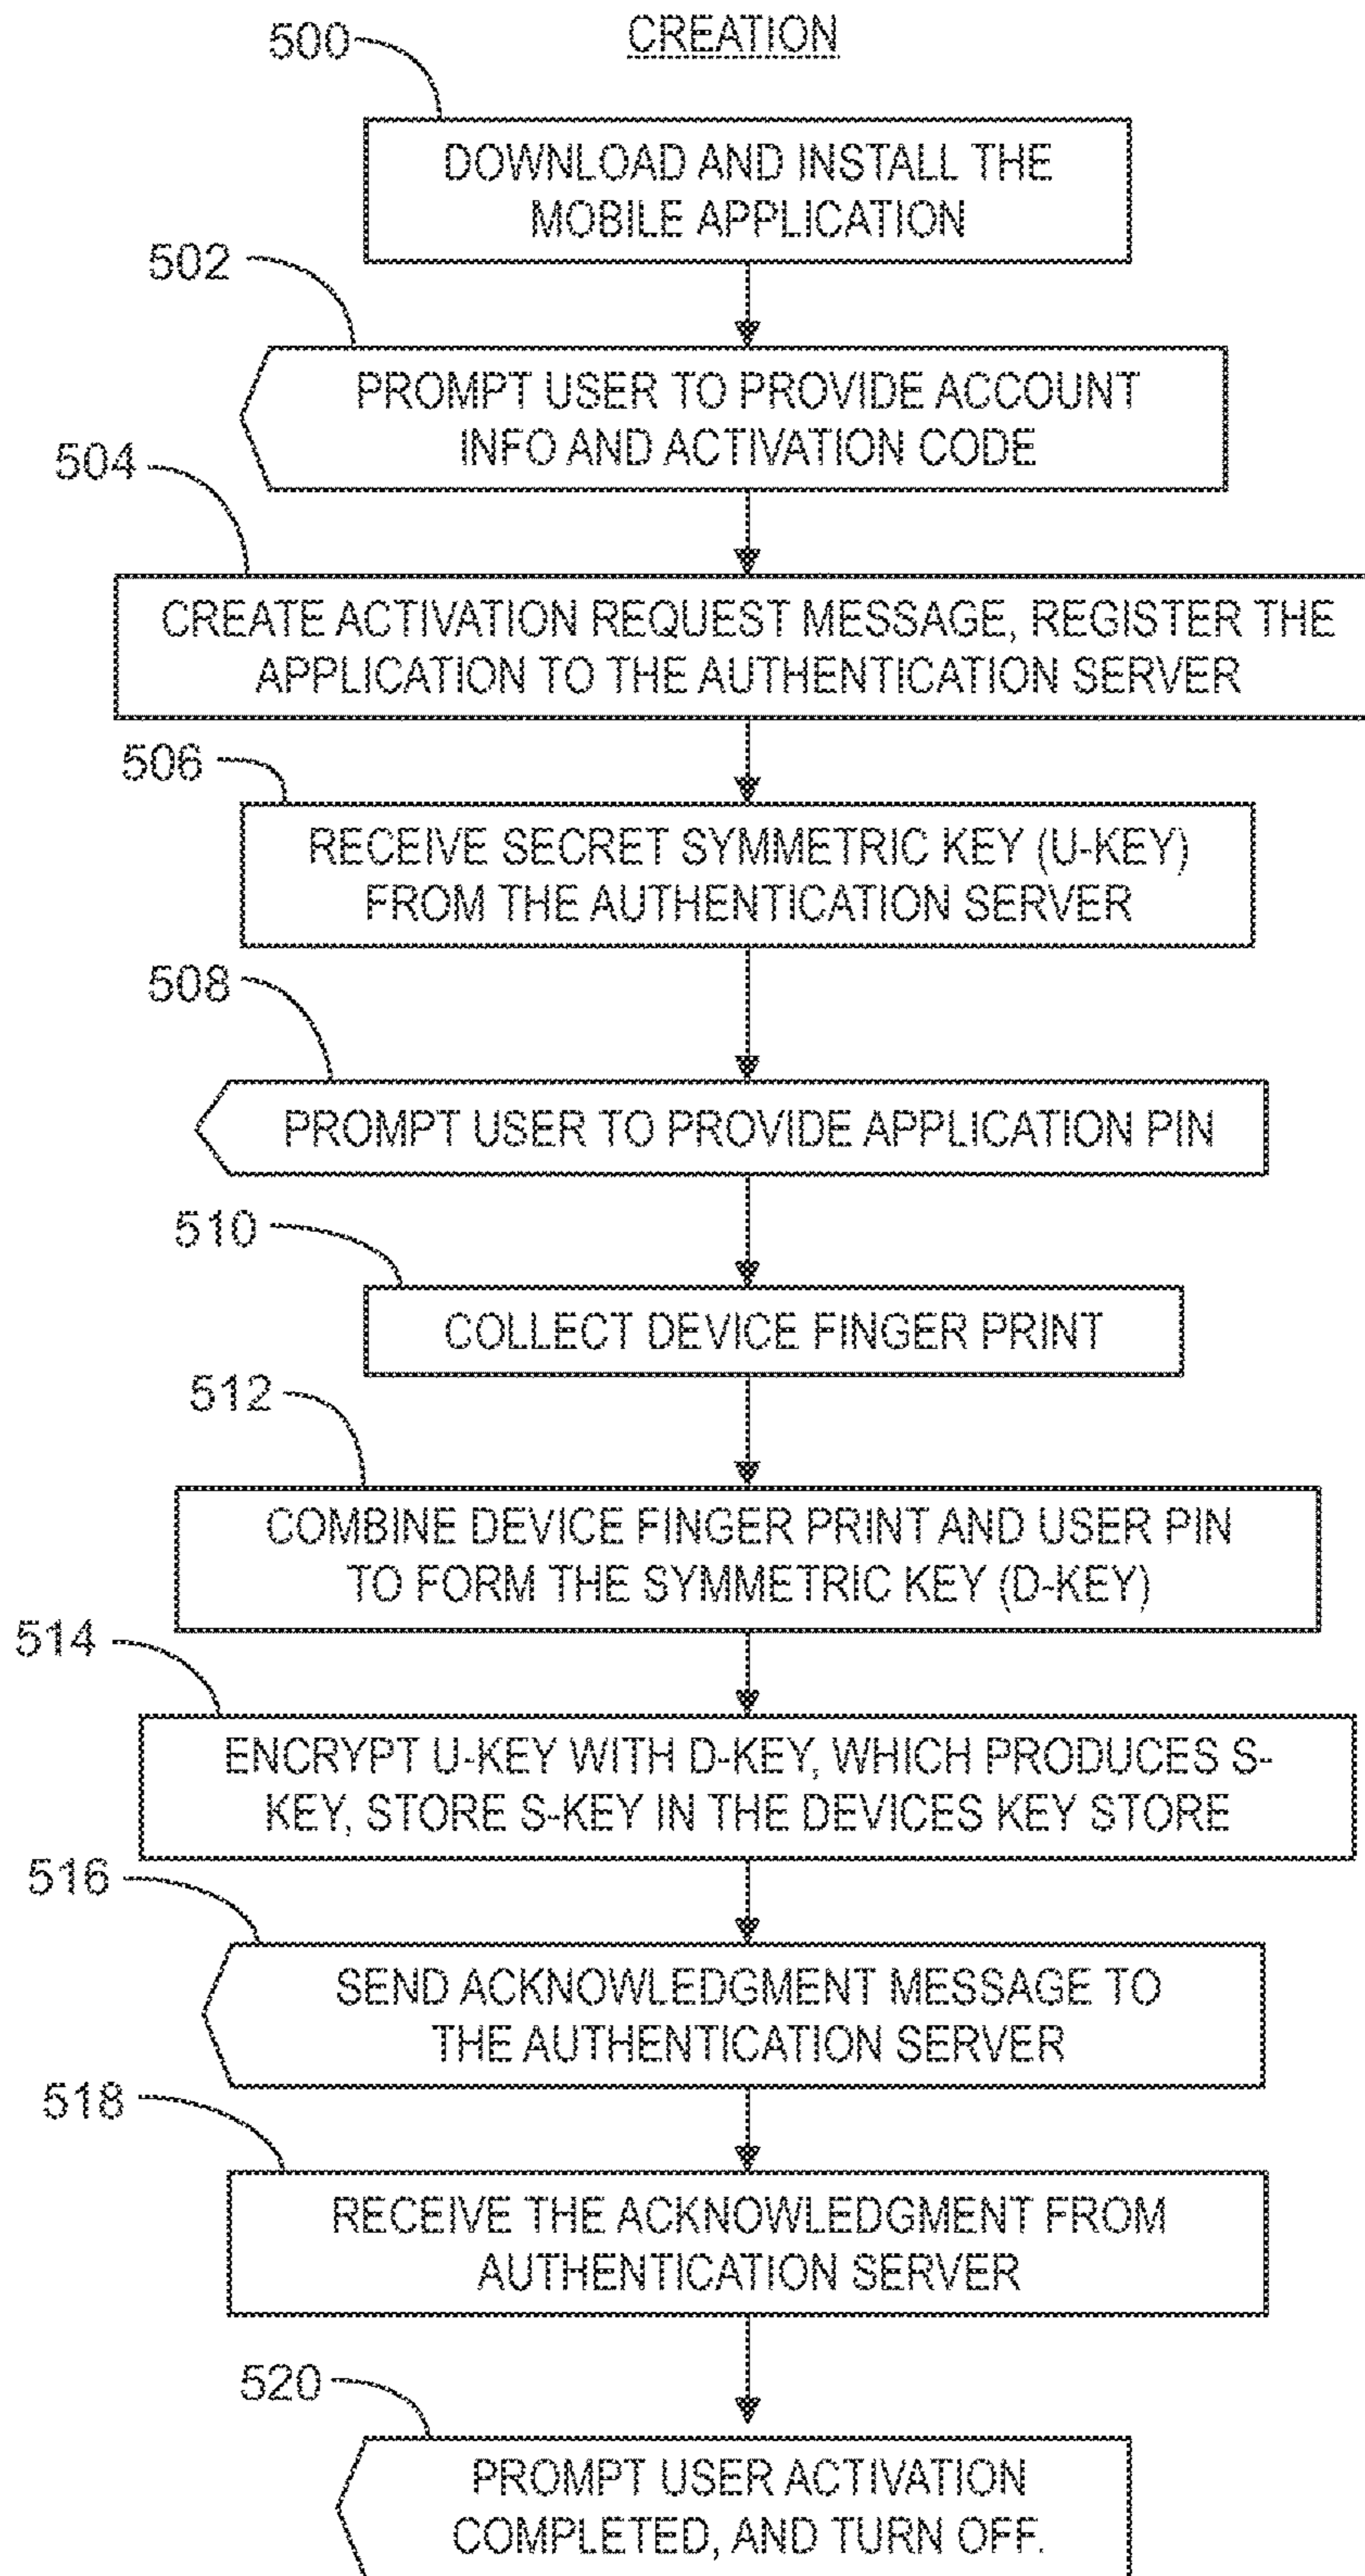 CREATION
500
DOWNLOAD AND INSTALL THE
MOBILE APPLICATION
502
PROMPT USER TO PROVIDE ACCOUNT
INFO AND ACTIVATION CODE
504
CREATE ACTIVATION REQUEST MESSAGE, REGISTER THE
APPLICATION TO THE AUTHENTICATION SERVER
506
RECEIVE SECRET SYMMETRIC KEY (U-KEY)
FROM THE AUTHENTICATION SERVER
508
PROMPT USER TO PROVIDE APPLICATION PIN
510
COLLECT DEVICE FINGER PRINT
512
COMBINE DEVICE FINGER PRINT AND USER PIN
TO FORM THE SYMMETRIC KEY (D-KEY)
514
ENCRYPT U-KEY WITH D-KEY, WHICH PRODUCES S-
KEY, STORE S-KEY IN THE DEVICES KEY STORE
516
SEND ACKNOWLEDGMENT MESSAGE TO
THE AUTHENTICATION SERVER
518
RECEIVE THE ACKNOWLEDGMENT FROM
AUTHENTICATION SERVER
520
PROMPT USER ACTIVATION
COMPLETED, AND TURN OFF.